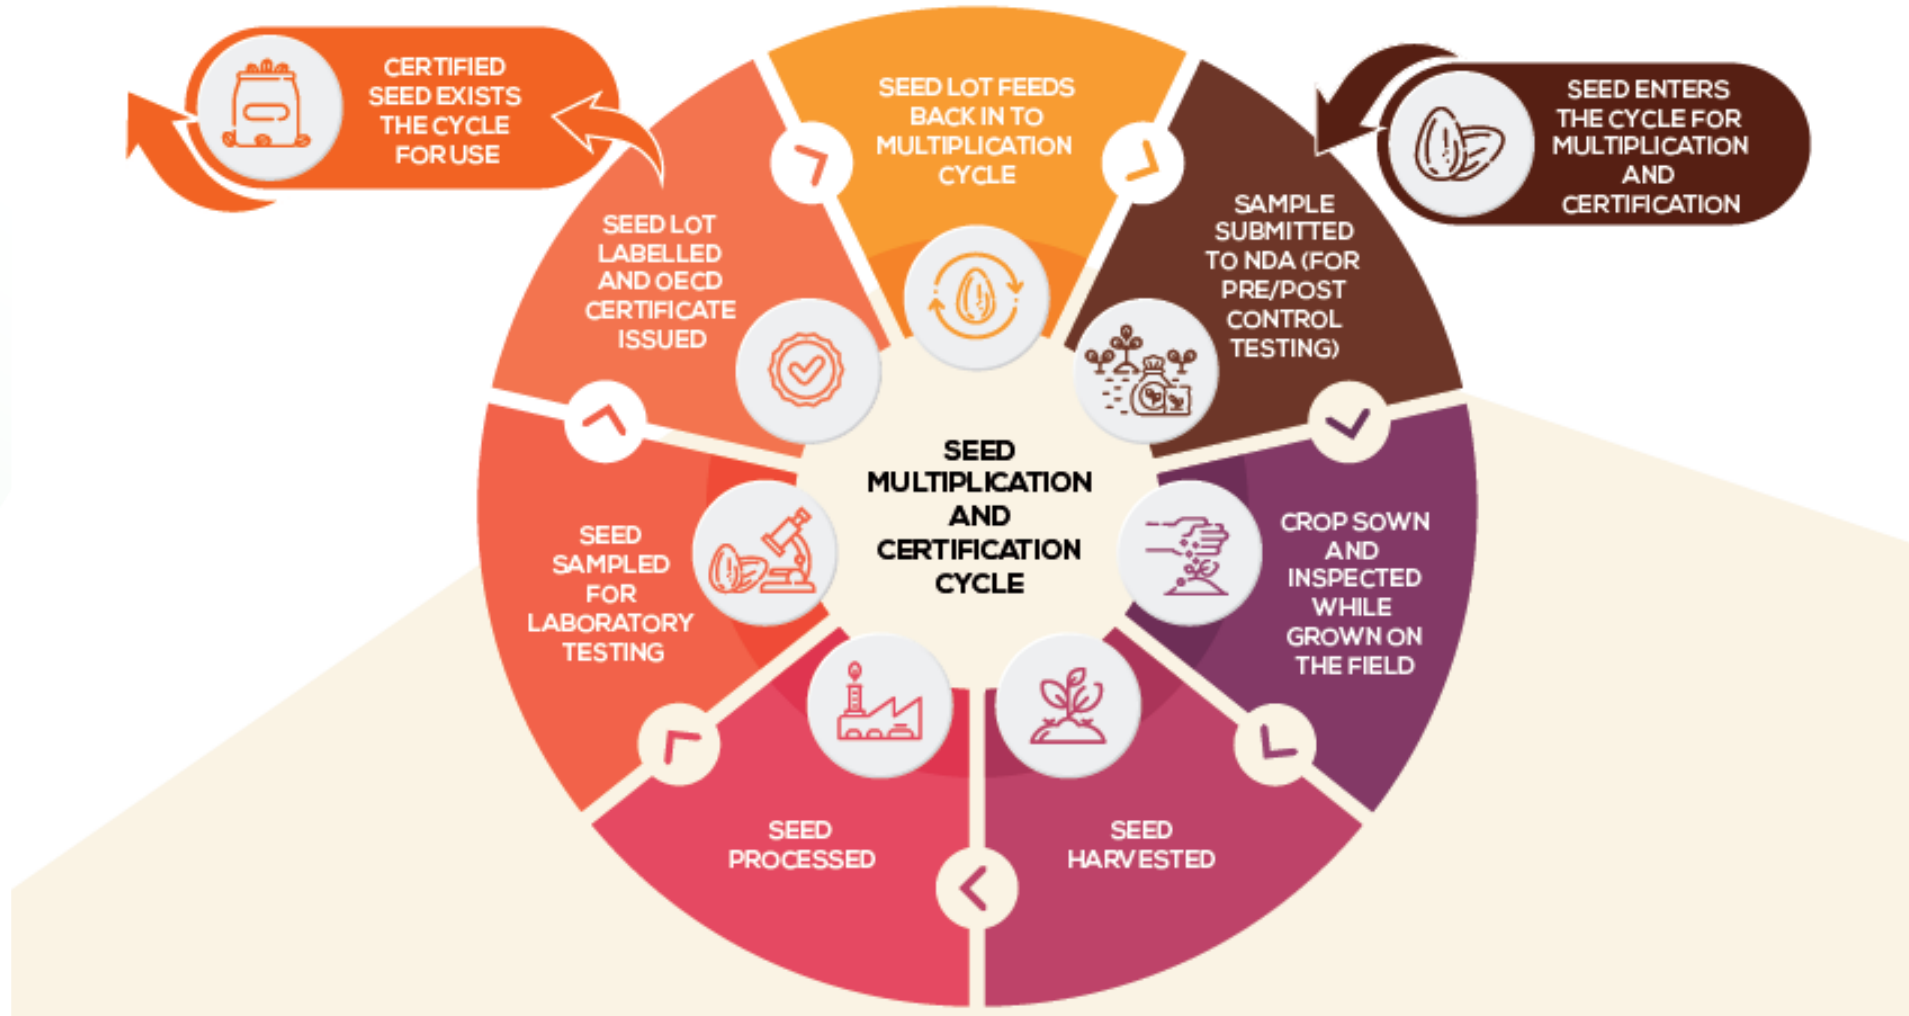 CERTIFIED
SEED EXISTS
THE CYCLE
FOR USE
SEED LOT FEEDS
BACK IN TO
MULTIPLICATION
CYCLE
SEED ENTERS
THE CYCLE FOR
MULTIPLICATION
AND
CERTIFICATION
SAMPLE
SUBMITTED
TO NDA (FOR
PRE/POST
CONTROL
TESTING)
CROP SOWN
AND
INSPECTED
WHILE
GROWN ON
THE FIELD
SEED
HARVESTED
SEED
PROCESSED
SEED
SAMPLED
FOR
LABORATORY
TESTING
SEED LOT
LABELLED
AND OECD
CERTIFICATE
ISSUED
SEED
MULTIPLICATION
AND
CERTIFICATION
CYCLE